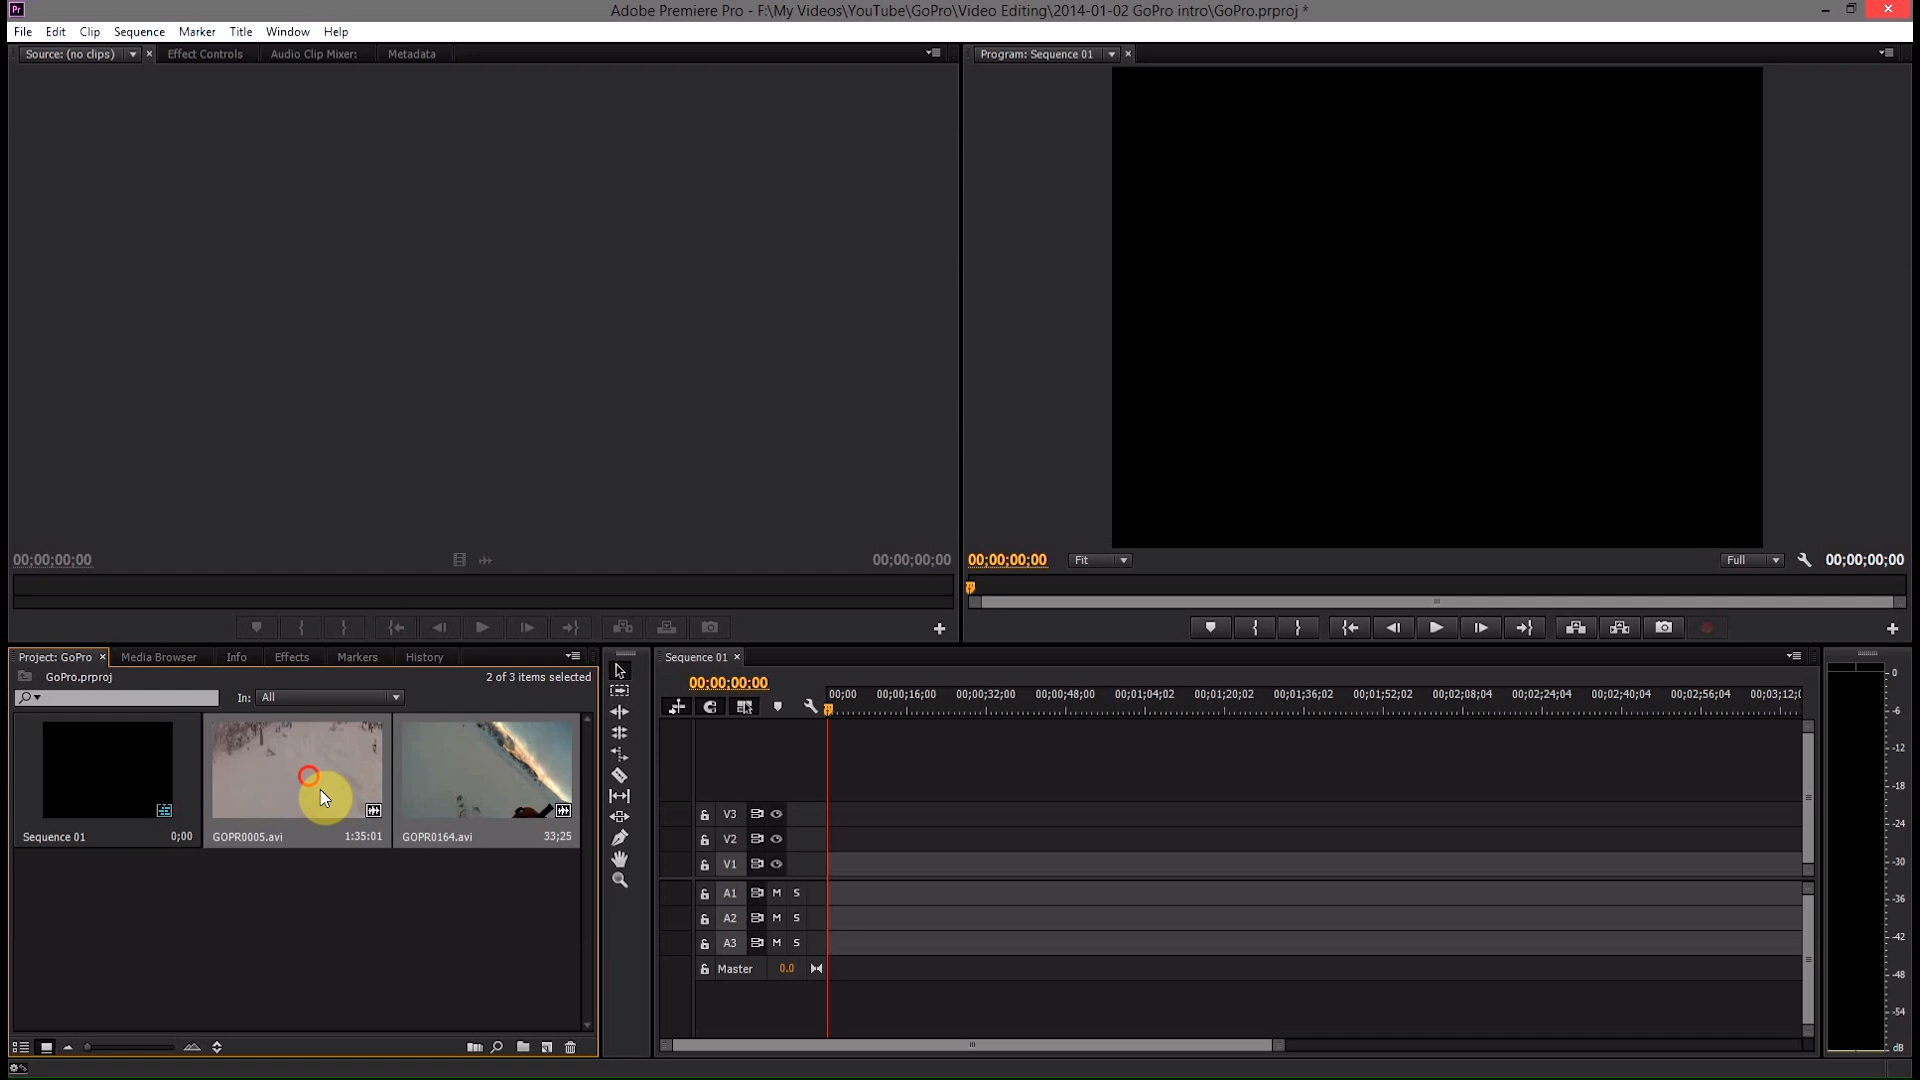 Pr
Adobe Premiere Pro - F:\My Videos\YouTube\GoPro\Video Editing\2014-01-02 GoPro intro\GoPro.prproj *
File Edit Clip Sequence Marker Title Window Help
Source: (no clips) Effect Controls Audio Clip Mixer: Metadata
Program: Sequence 01
00;00;00;00 00;00;00;00
00;00;00;00 Fit Full 00;00;00;00
Project: GoPro Media Browser Info Effects Markers History
GoPro.prproj 2 of 3 items selected
In: All
Sequence 01 0;00
GOPR0005.avi 1:35:01
GOPR0164.avi 33;25
Sequence 01
00;00;00;00
00;00 00;00;16;00 00;00;32;00 00;00;48;00 00;01;04;02 00;01;20;02 00;01;36;02 00;01;52;02 00;02;08;04 00;02;24;04 00;02;40;04 00;02;56;04 00;03;12;0
V3
V2
V1
A1 M S
A2 M S
A3 M S
Master 0.0
0
-6
-12
-18
-24
-30
-36
-42
-48
-54
dB